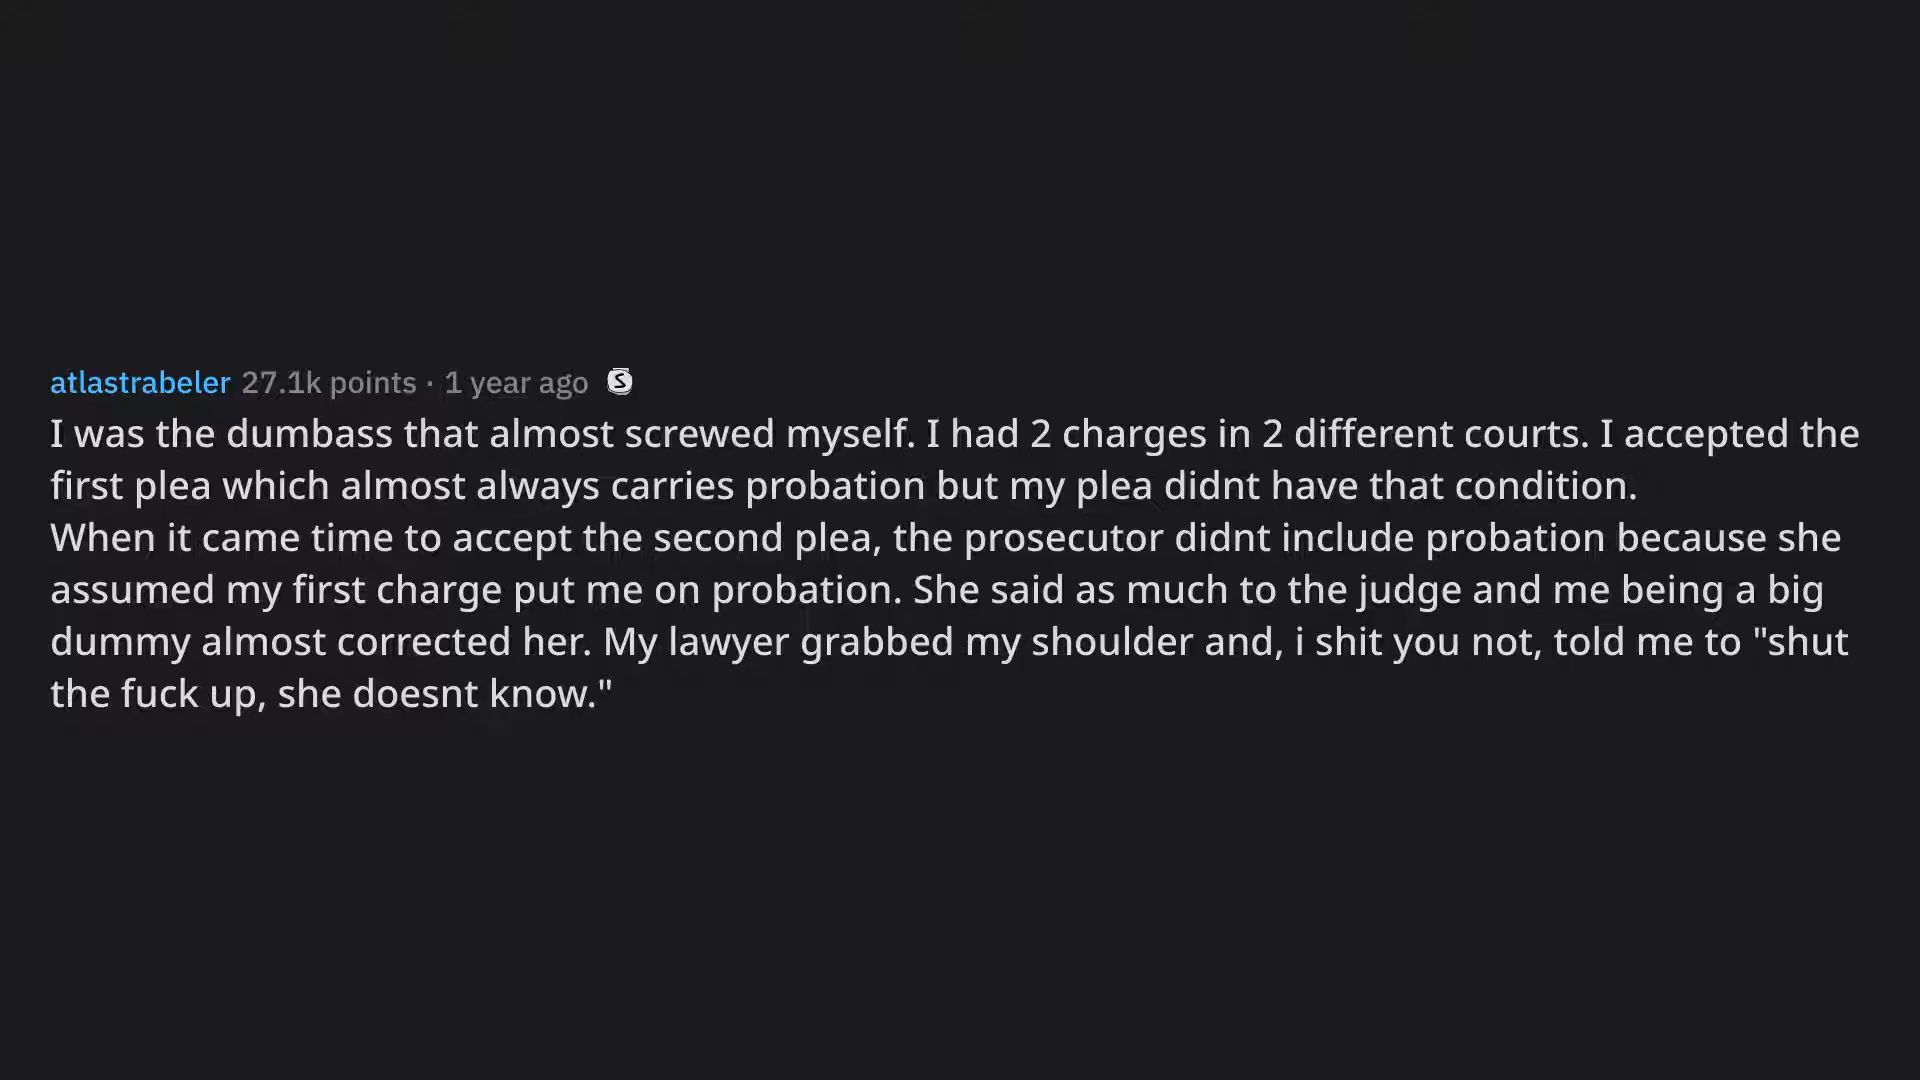 atlastrabeler 27.1k points · 1 year ago S
I was the dumbass that almost screwed myself. I had 2 charges in 2 different courts. I accepted the
first plea which almost always carries probation but my plea didnt have that condition.
When it came time to accept the second plea, the prosecutor didnt include probation because she
assumed my first charge put me on probation. She said as much to the judge and me being a big
dummy almost corrected her. My lawyer grabbed my shoulder and, i shit you not, told me to "shut
the fuck up, she doesnt know."